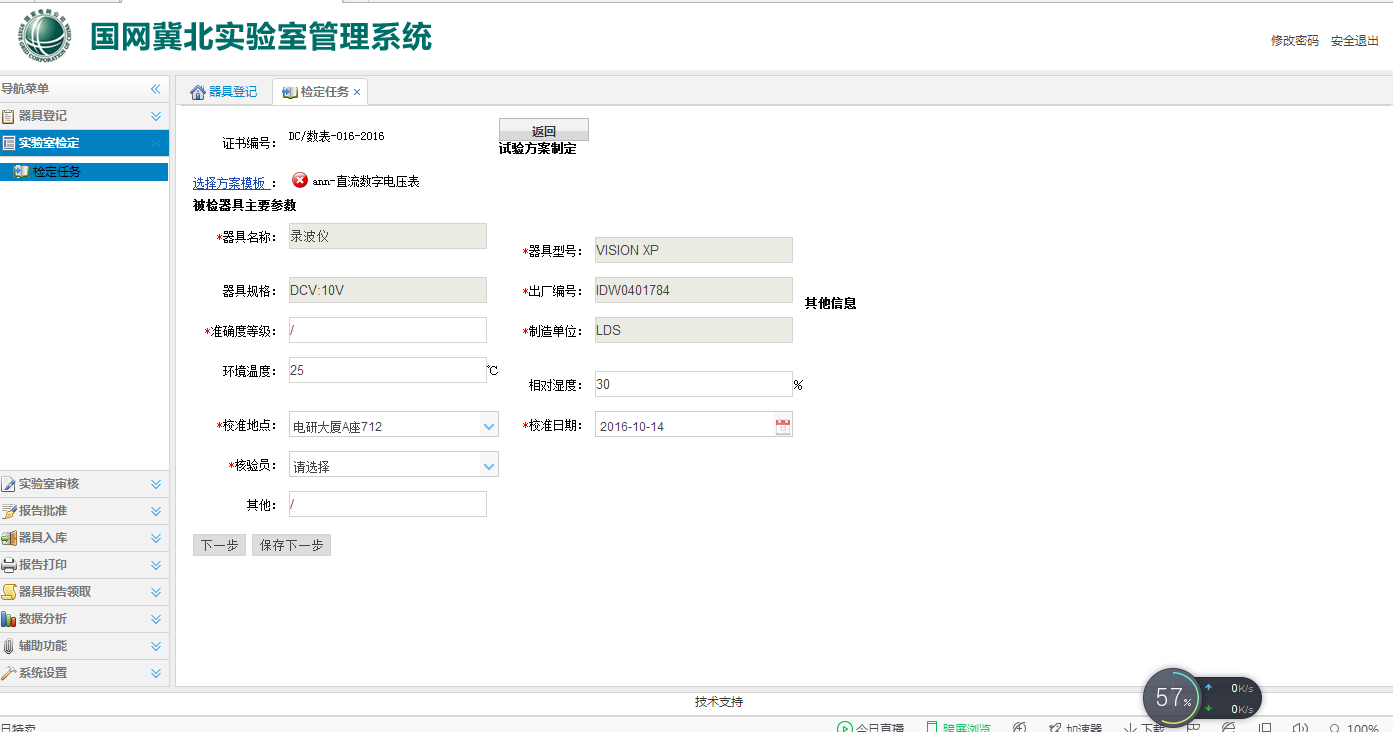 国网冀北实验室管理系统
修改密码 安全退出
导航菜单
器具登记
实验室检定
检定任务
实验室审核
报告批准
器具入库
报告打印
器具报告领取
数据分析
辅助功能
系统设置
器具登记 检定任务 ×
证书编号: DC/数表-016-2016
返回
试验方案制定
选择方案模板 : ann-直流数字电压表
被检器具主要参数
*器具名称: 录波仪
*器具型号: VISION XP
器具规格: DCV:10V
*出厂编号: IDW0401784
其他信息
*准确度等级: /
*制造单位: LDS
环境温度: 25 ℃
相对湿度: 30 %
*校准地点: 电研大厦A座712
*校准日期: 2016-10-14
*核验员: 请选择
其他: /
下一步 保存下一步
技术支持
57%
0K/s
0K/s
日特卖
今日直播 跨屏浏览 加速器 下载 100%